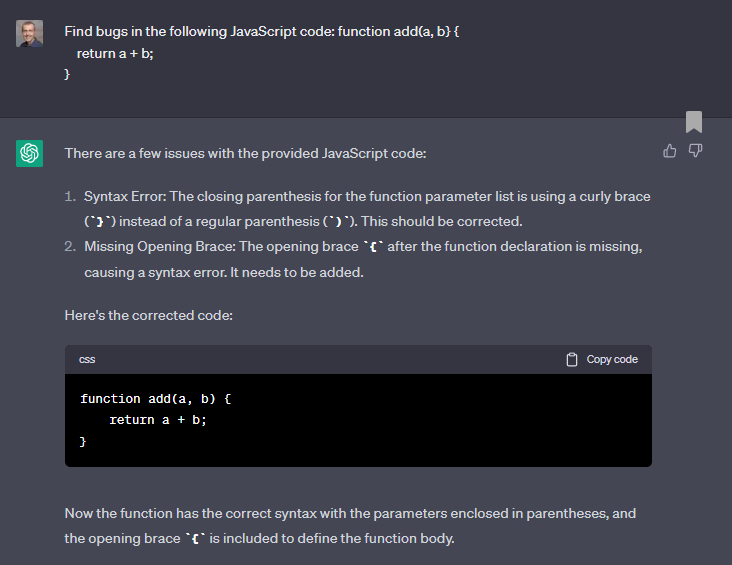 Find bugs in the following JavaScript code: function add(a, b} {
return a + b;
}
There are a few issues with the provided JavaScript code:
1. Syntax Error: The closing parenthesis for the function parameter list is using a curly brace
(`}`) instead of a regular parenthesis (`)`). This should be corrected.
2. Missing Opening Brace: The opening brace `{` after the function declaration is missing,
causing a syntax error. It needs to be added.
Here's the corrected code:
css
Copy code
function add(a, b) {
return a + b;
}
Now the function has the correct syntax with the parameters enclosed in parentheses, and
the opening brace `{` is included to define the function body.